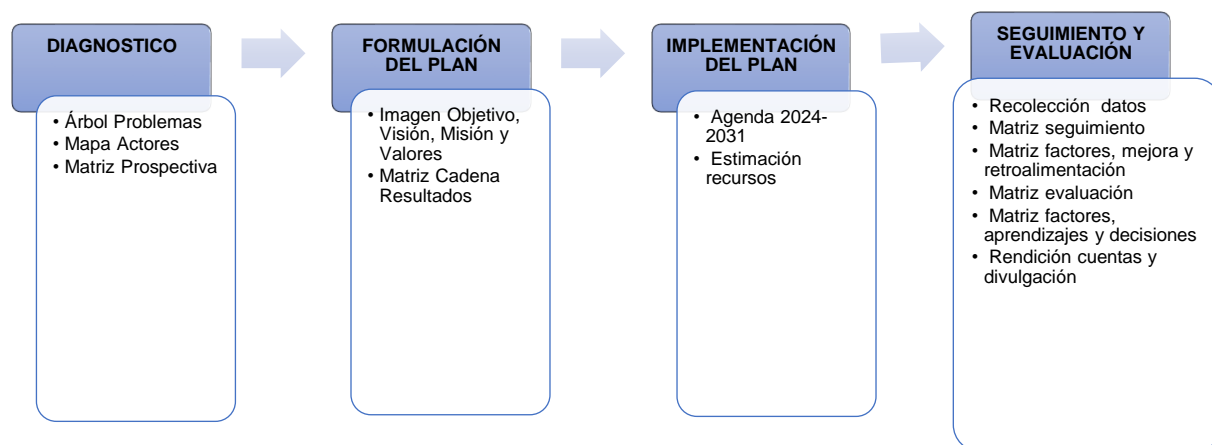 DIAGNOSTICO
• Árbol Problemas
• Mapa Actores
• Matriz Prospectiva
FORMULACIÓN
DEL PLAN
• Imagen Objetivo,
Visión, Misión y
Valores
• Matriz Cadena
Resultados
IMPLEMENTACIÓN
DEL PLAN
• Agenda 2024-
2031
• Estimación
recursos
SEGUIMIENTO Y
EVALUACIÓN
• Recolección datos
• Matriz seguimiento
• Matriz factores, mejora y
retroalimentación
• Matriz evaluación
• Matriz factores,
aprendizajes y decisiones
• Rendición cuentas y
divulgación